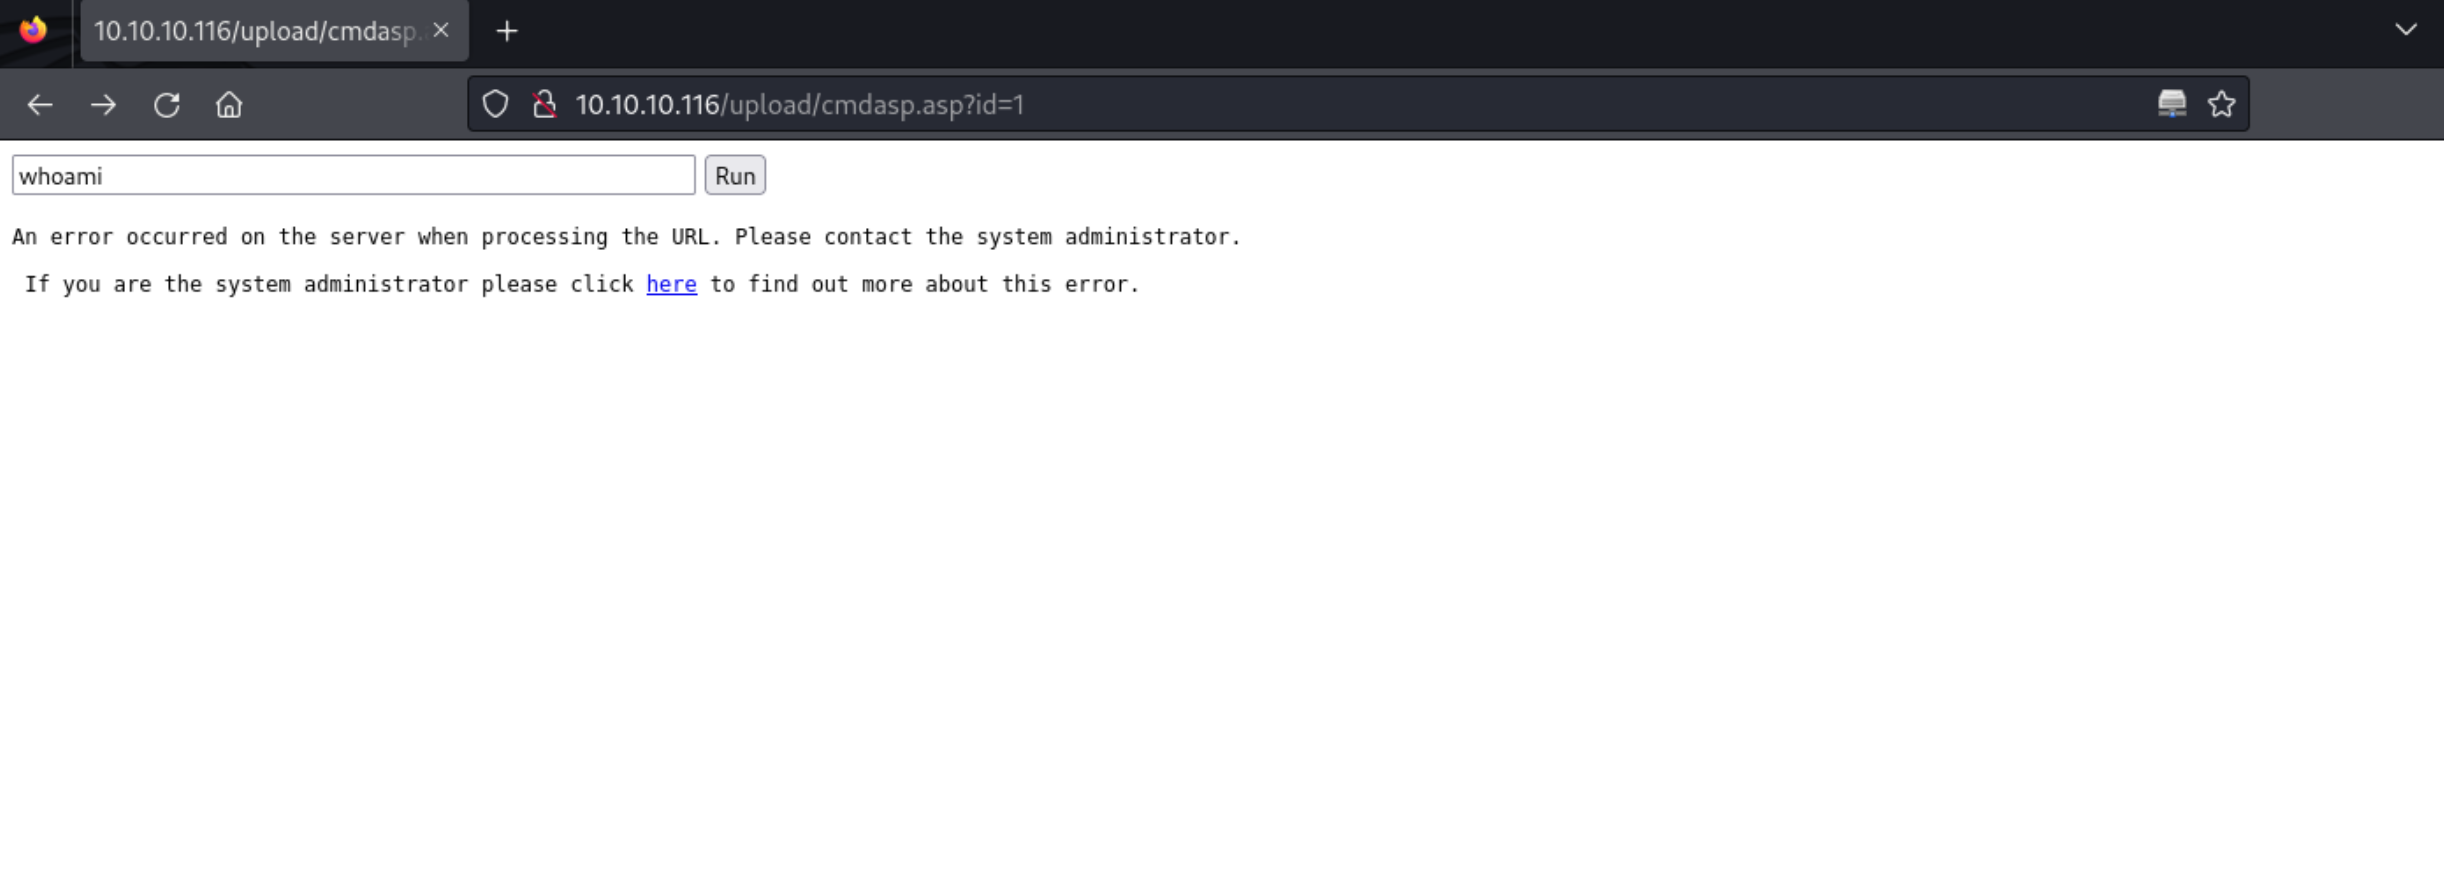 10.10.10.116/upload/cmdasp.
10.10.10.116/upload/cmdasp.asp?id=1
whoami Run
An error occurred on the server when processing the URL. Please contact the system administrator.
If you are the system administrator please click here to find out more about this error.